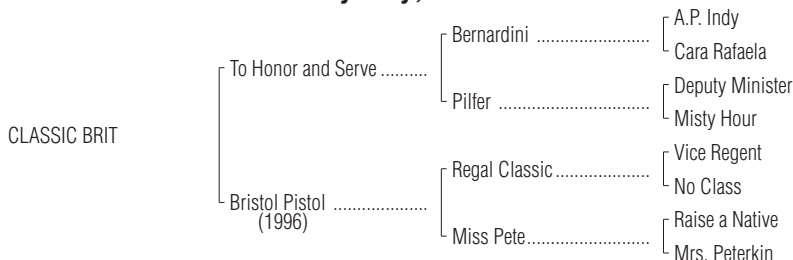 Bernardini ........................
A.P. Indy
Cara Rafaela
To Honor and Serve ..........
Pilfer ................................
Deputy Minister
Misty Hour
CLASSIC BRIT
Regal Classic....................
Vice Regent
No Class
Bristol Pistol ....................
(1996)
Miss Pete..........................
Raise a Native
Mrs. Peterkin